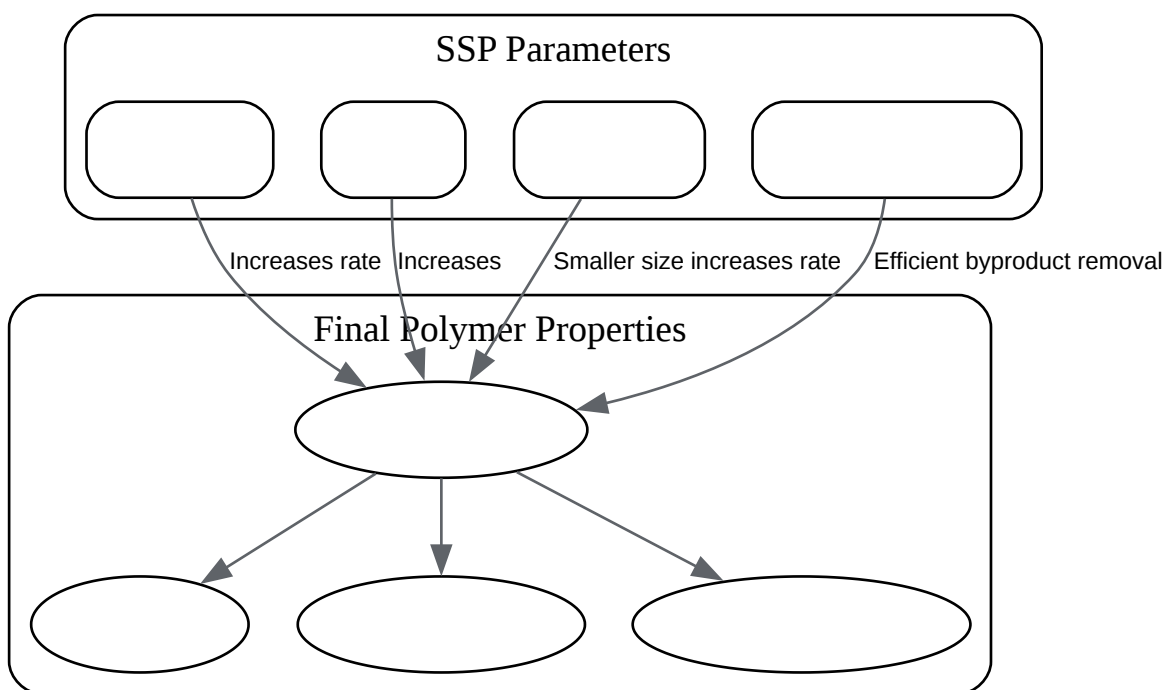 SSP Parameters
Increases rate
Increases
Smaller size increases rate
Efficient byproduct removal
Final Polymer Properties